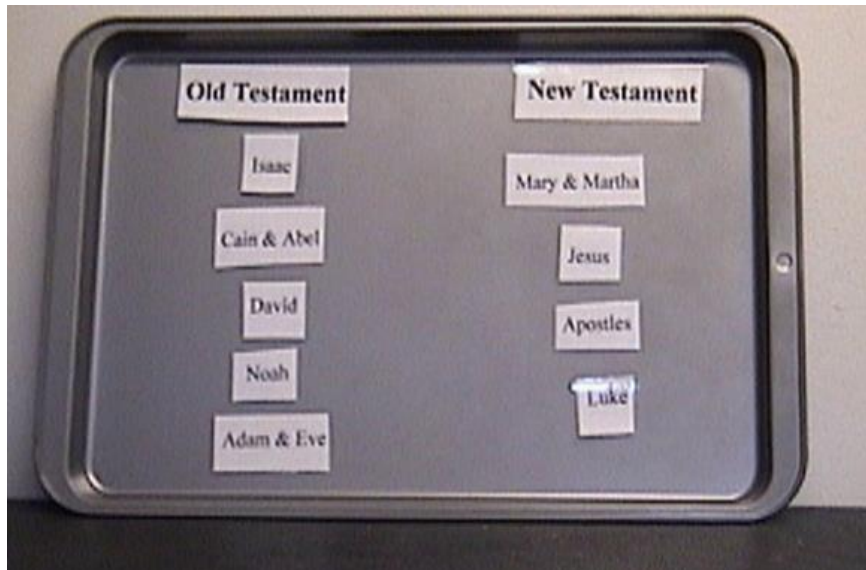 Old Testament
Isaac
Cain & Abel
David
Noah
Adam & Eve
New Testament
Mary & Martha
Jesus
Apostles
Luke